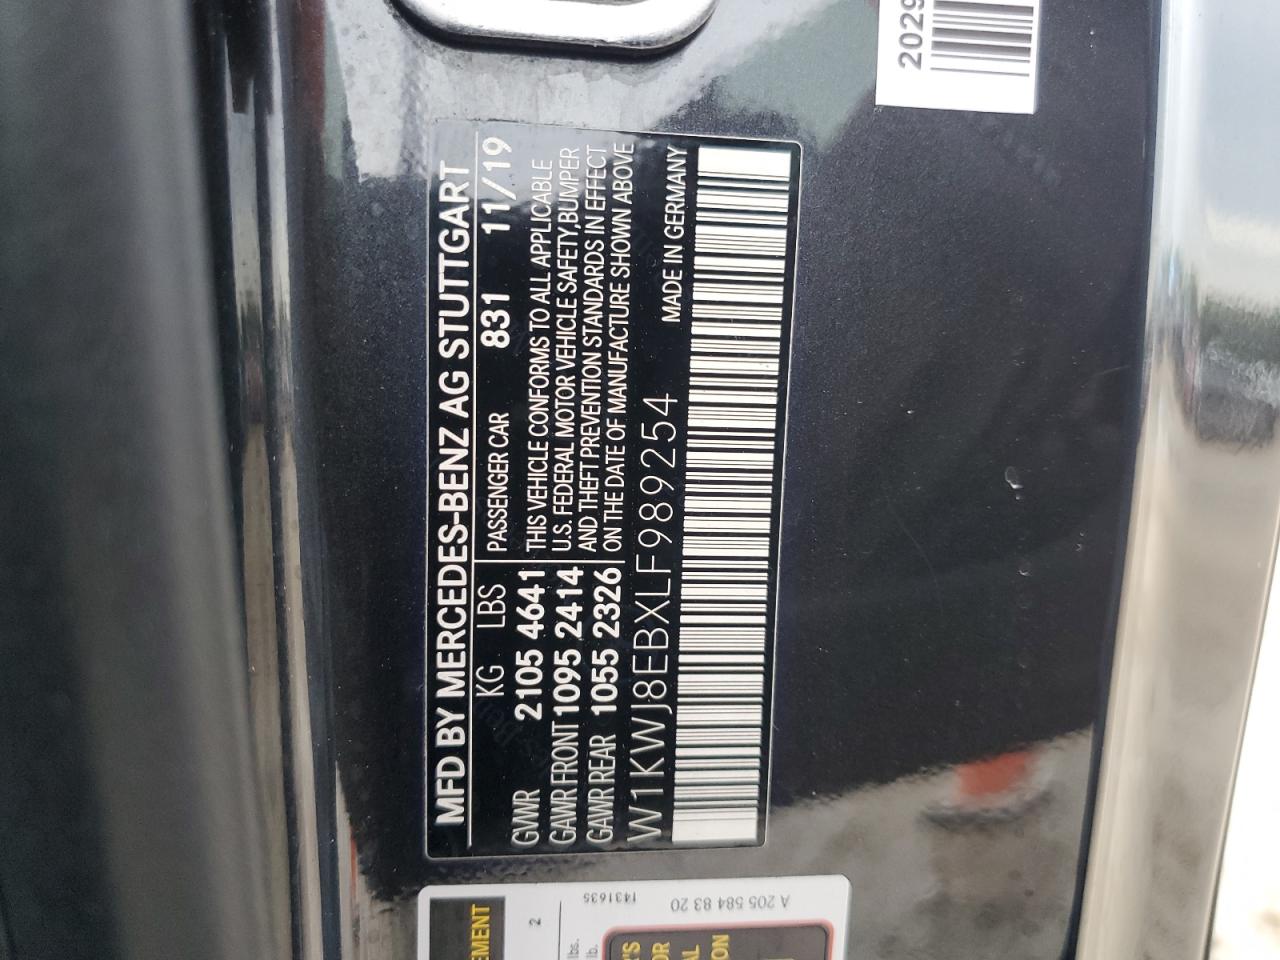 MFD BY MERCEDES-BENZ AG STUTTGART
KG LBS PASSENGER CAR 831 11/19
GVWR 2105 4641
GAWR FRONT 1095 2414
GAWR REAR 1055 2326
THIS VEHICLE CONFORMS TO ALL APPLICABLE
U.S. FEDERAL MOTOR VEHICLE SAFETY,BUMPER
AND THEFT PREVENTION STANDARDS IN EFFECT
ON THE DATE OF MANUFACTURE SHOWN ABOVE
W1KWJ8EBXLF989254 MADE IN GERMANY
2029
2
lbs.
lb.
1431635
A 205 584 83 20